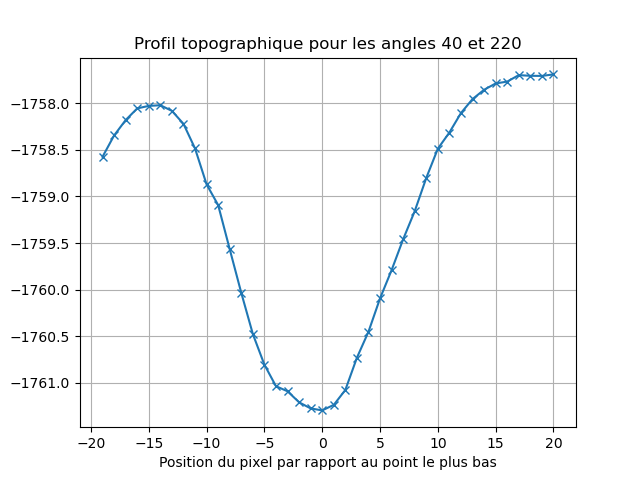 Profil topographique pour les angles 40 et 220
−1758.0
−1758.5
−1759.0
−1759.5
−1760.0
−1760.5
−1761.0
−20 −15 −10 −5 0 5 10 15 20
Position du pixel par rapport au point le plus bas